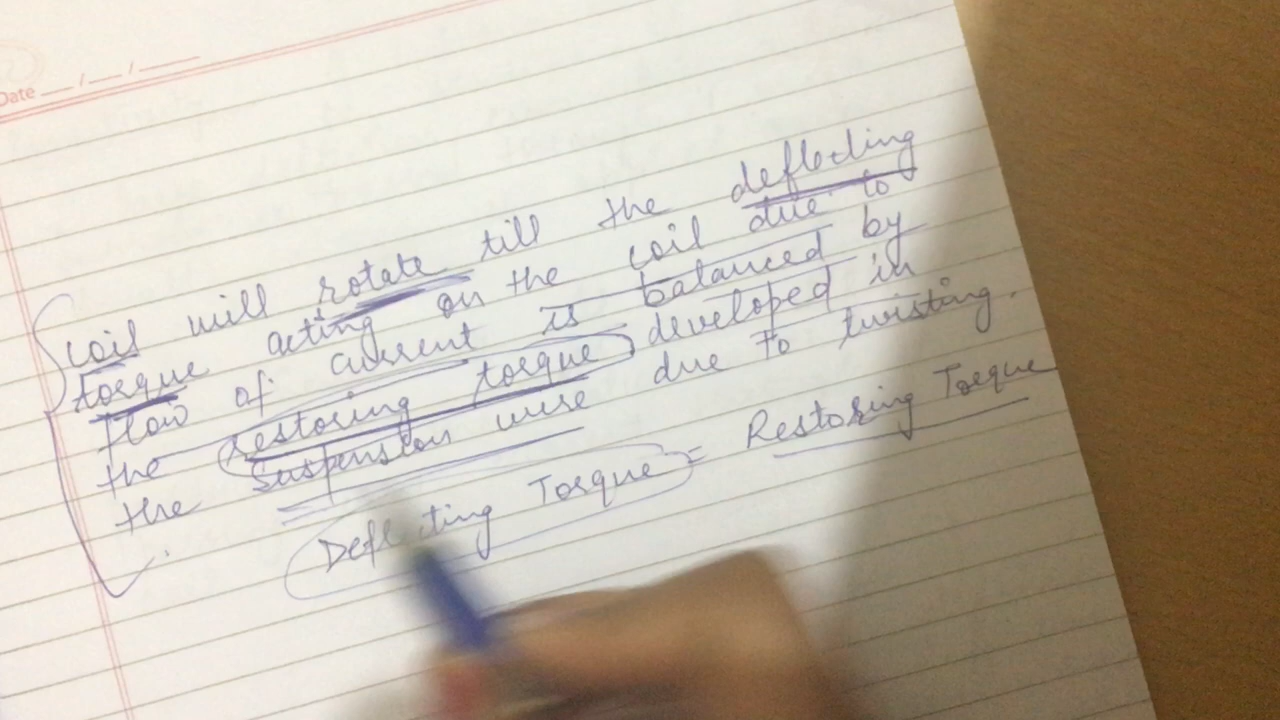 Date __/__/____
Coil will rotate till the deflecting
torque acting on the coil due to
flow of current is balanced by
the restoring torque developed in
the suspension wire due to twisting.
Deflecting Torque = Restoring Torque